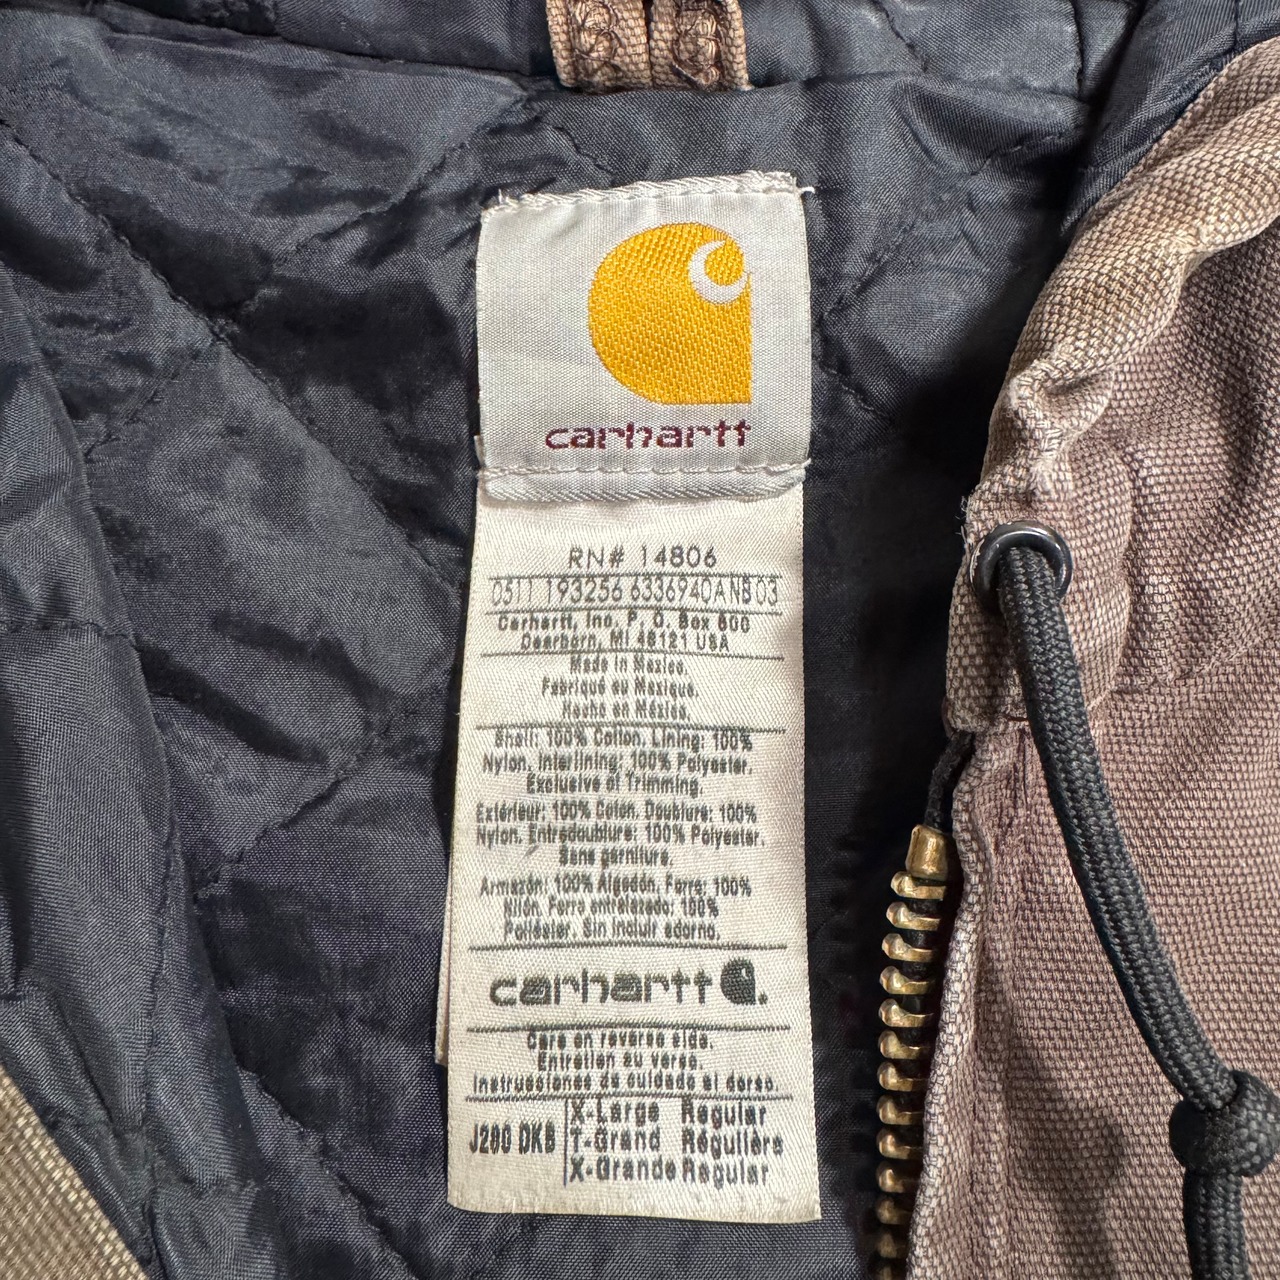 carhartt
RN# 14806
0511 193256 6336940ANB03
Carhartt, Inc. P. O. Box 600
Dearborn, MI 48121 USA
Made in Mexico.
Fabriqué au Mexique.
Hecho en México.
Shell: 100% Cotton, Lining: 100%
Nylon, Interlining: 100% Polyester.
Exclusive of Trimming.
Extérieur: 100% Coton, Doublure: 100%
Nylon, Entredoublure: 100% Polyester.
Sans garniture.
Armazón: 100% Algodón, Forro: 100%
Nilón, Forro entrelazado: 100%
Poliéster, Sin incluir adorno.
carhartt
Care on reverse side.
Entretien au verso.
Instrucciones de cuidado al dorso.
X-Large Regular
J280 DKB T-Grand Régulière
X-Grande Regular